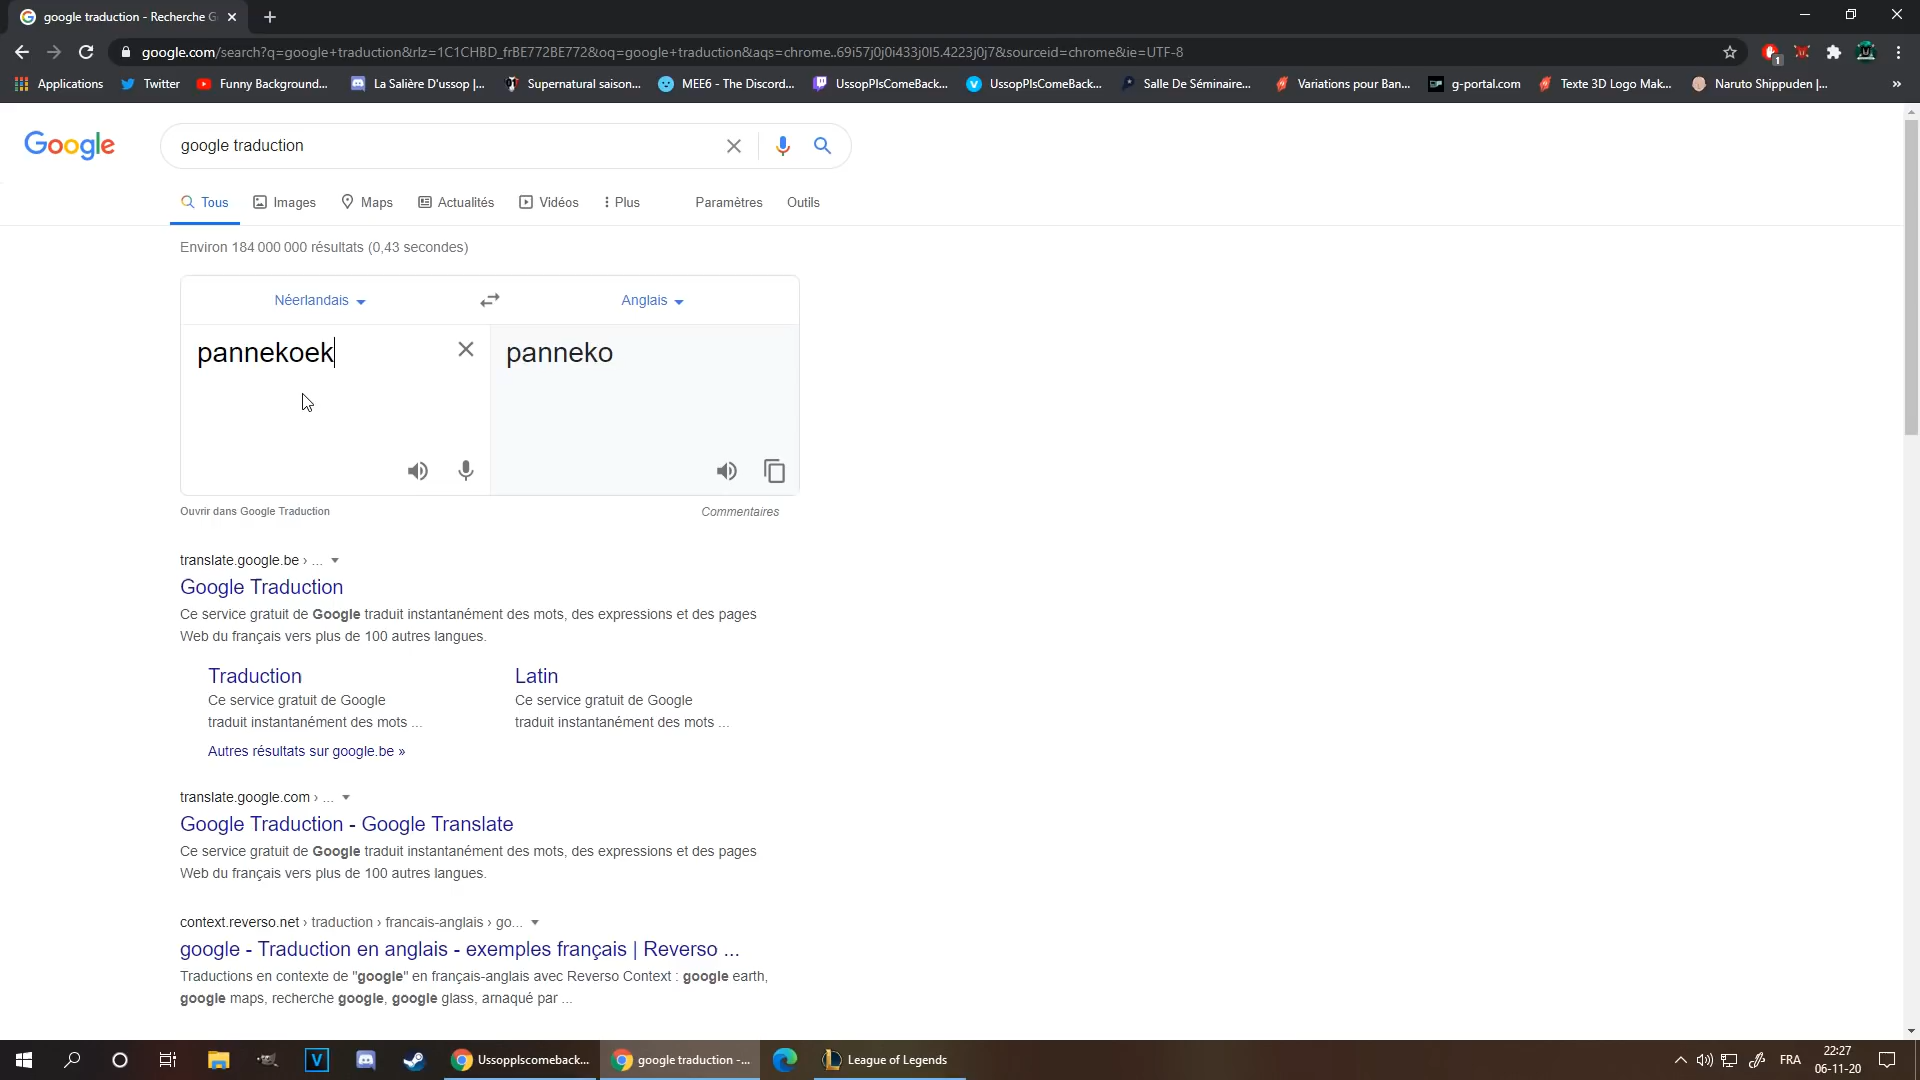 google traduction - Recherche G
google.com/search?q=google+traduction&rlz=1C1CHBD_frBE772BE772&oq=google+traduction&aqs=chrome..69i57j0j0i433j0l5.4223j0j7&sourceid=chrome&ie=UTF-8
1
Applications Twitter Funny Background... La Salière D'ussop |... Supernatural saison... MEE6 - The Discord... UssopPlsComeBack... UssopPlsComeBack... Salle De Séminaire... Variations pour Ban... g-portal.com Texte 3D Logo Mak... Naruto Shippuden |... »
Google google traduction
Tous Images Maps Actualités Vidéos Plus Paramètres Outils
Environ 184 000 000 résultats (0,43 secondes)
Néerlandais Anglais
pannekoek panneko
Ouvrir dans Google Traduction Commentaires
translate.google.be › ...
Google Traduction
Ce service gratuit de Google traduit instantanément des mots, des expressions et des pages
Web du français vers plus de 100 autres langues.
Traduction Latin
Ce service gratuit de Google Ce service gratuit de Google
traduit instantanément des mots ... traduit instantanément des mots ...
Autres résultats sur google.be »
translate.google.com › ...
Google Traduction - Google Translate
Ce service gratuit de Google traduit instantanément des mots, des expressions et des pages
Web du français vers plus de 100 autres langues.
context.reverso.net › traduction › francais-anglais › go...
google - Traduction en anglais - exemples français | Reverso ...
Traductions en contexte de "google" en français-anglais avec Reverso Context : google earth,
google maps, recherche google, google glass, arnaqué par ...
V Ussopplscomeback... google traduction -... League of Legends FRA 22:27
06-11-20